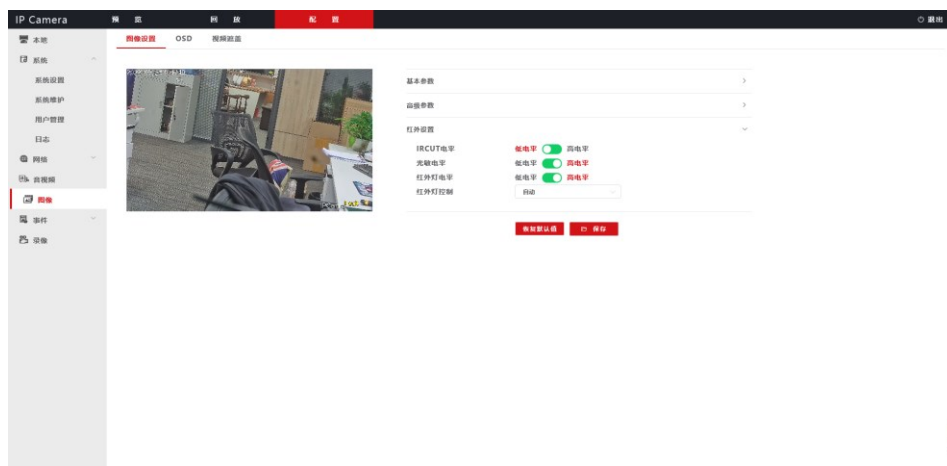 IP Camera
预 览
回 放
配 置
退出
本地
系统
系统设置
系统维护
用户管理
日志
网络
音视频
图像
事件
录像
图像设置
OSD
视频遮盖
基本参数
高级参数
红外设置
IRCUT电平
低电平
高电平
光敏电平
低电平
高电平
红外灯电平
低电平
高电平
红外灯控制
自动
恢复默认值
保存